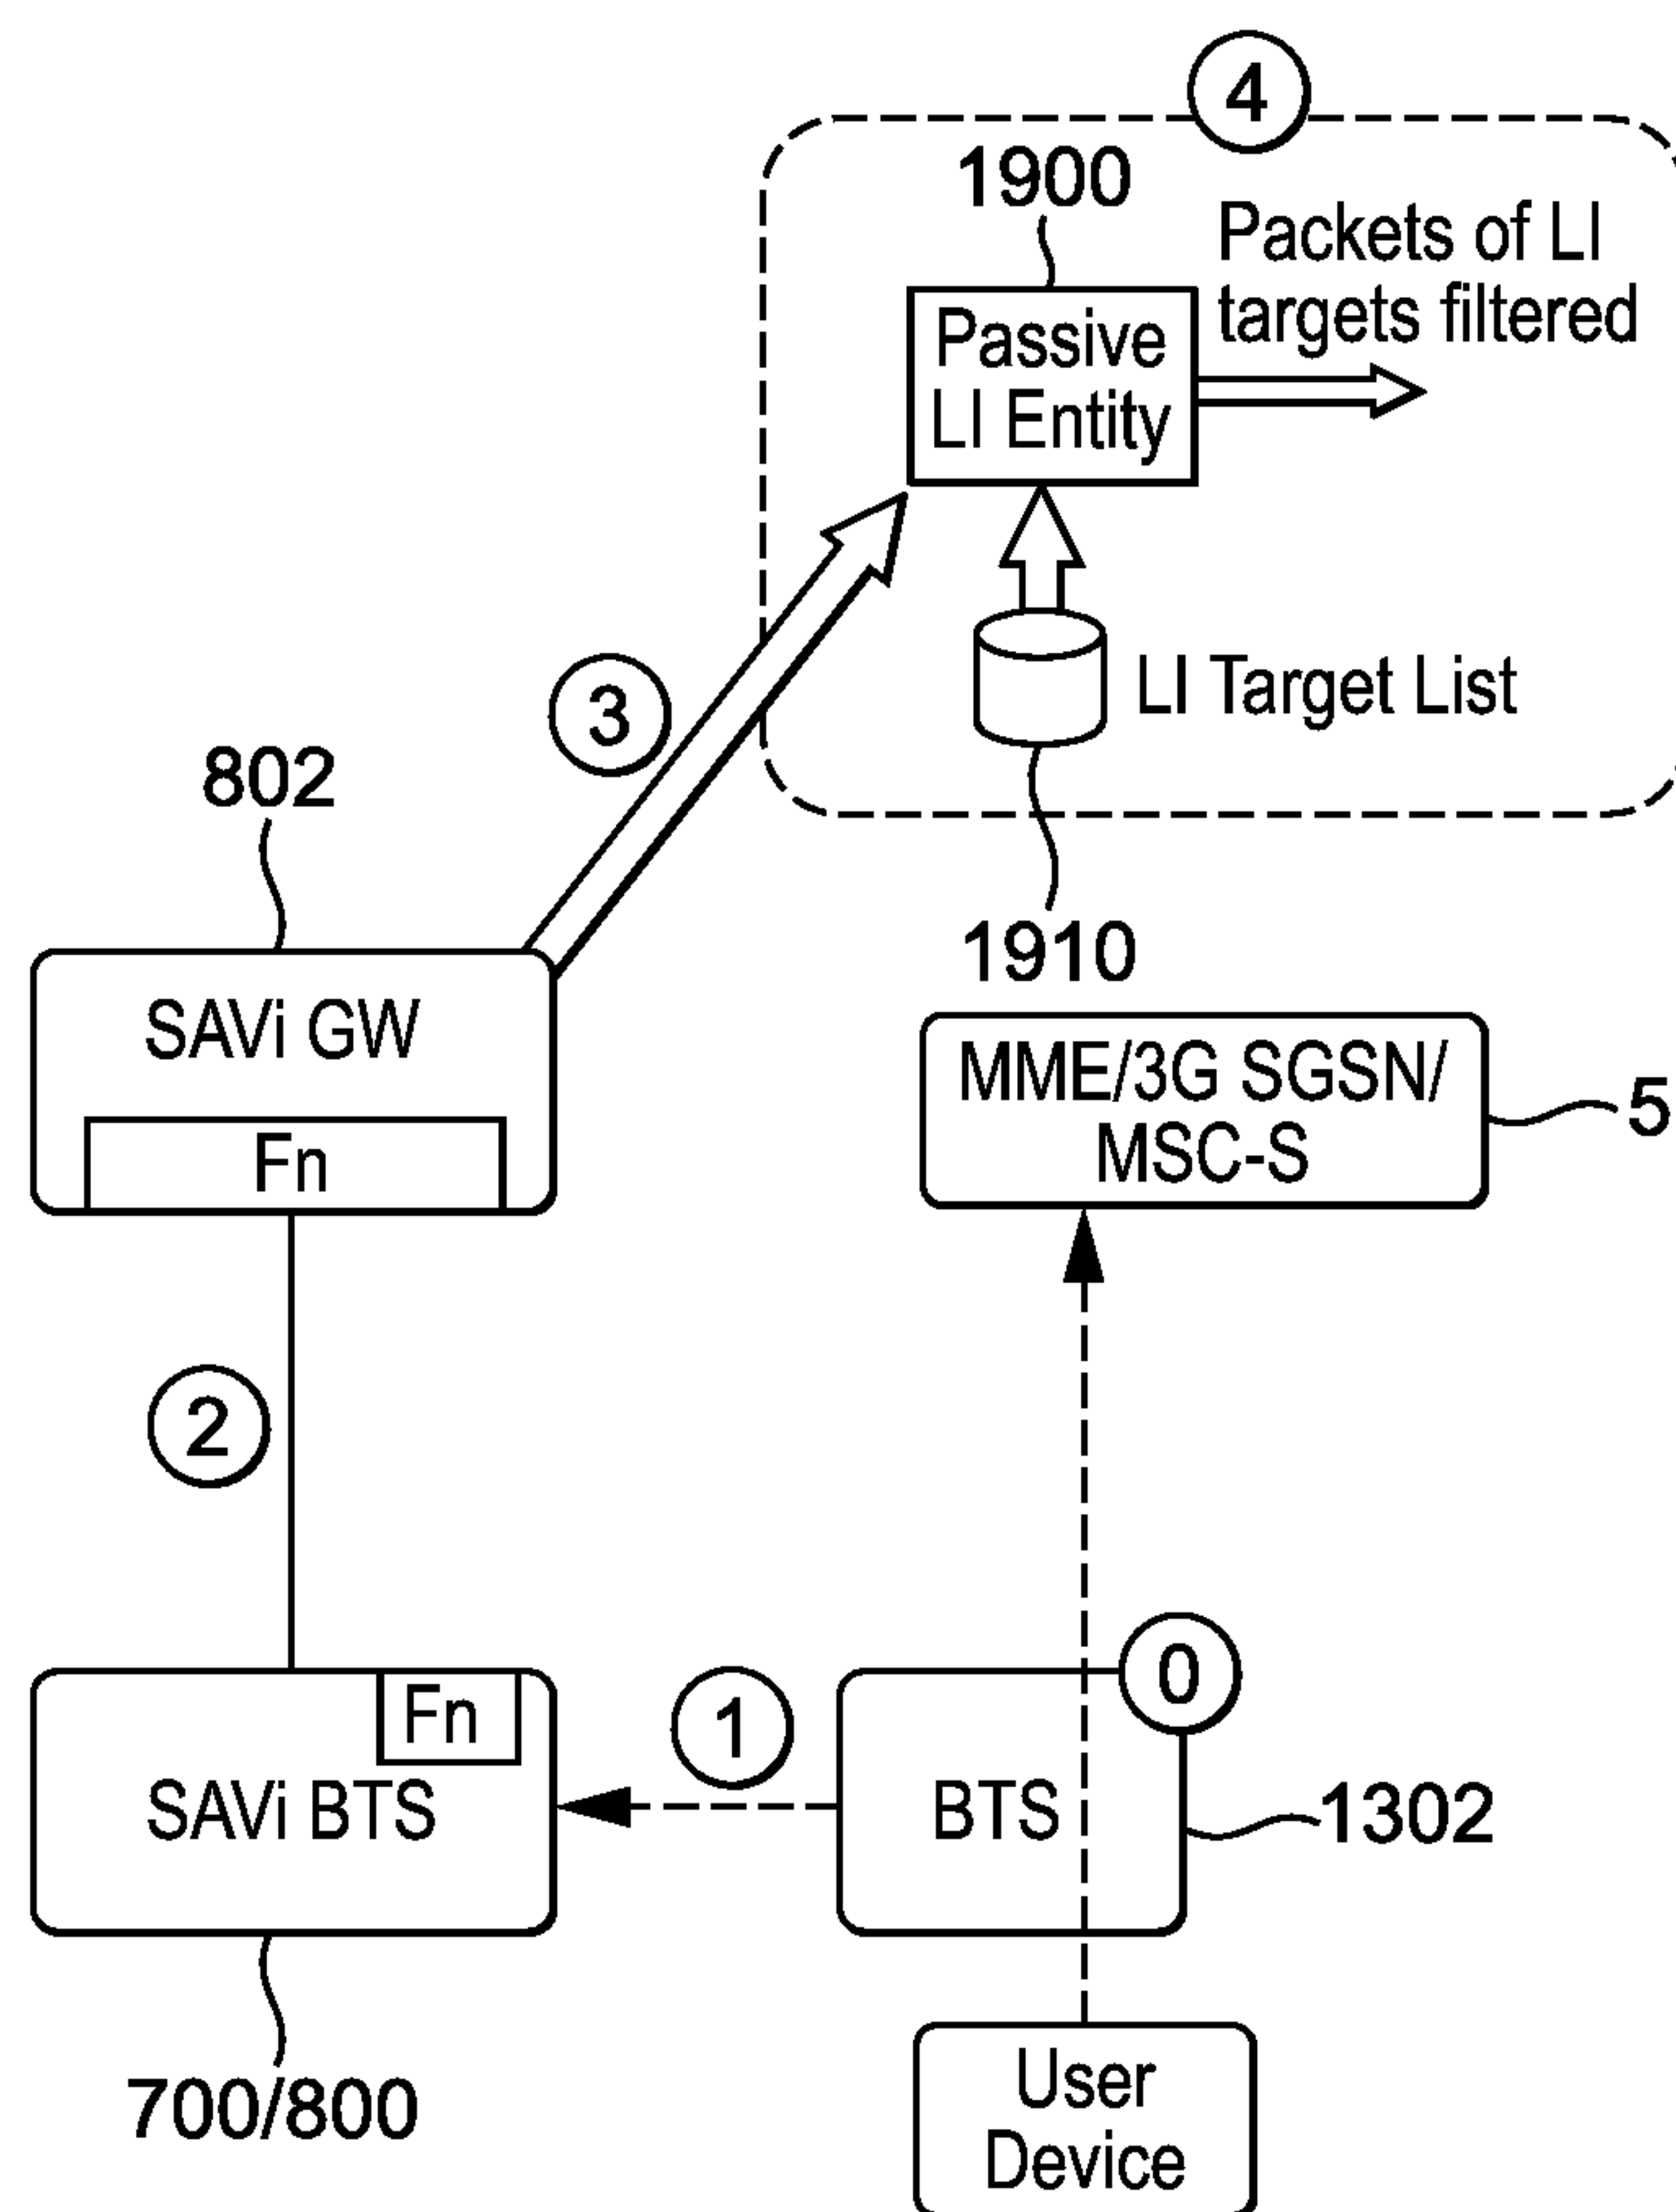 4
1900
Packets of LI
targets filtered
Passive
LI Entity
3
LI Target List
802
1910
SAVi GW
Fn
MME/3G SGSN/
MSC-S
5
2
0
1
Fn
SAVi BTS
BTS
1302
700/800
User
Device